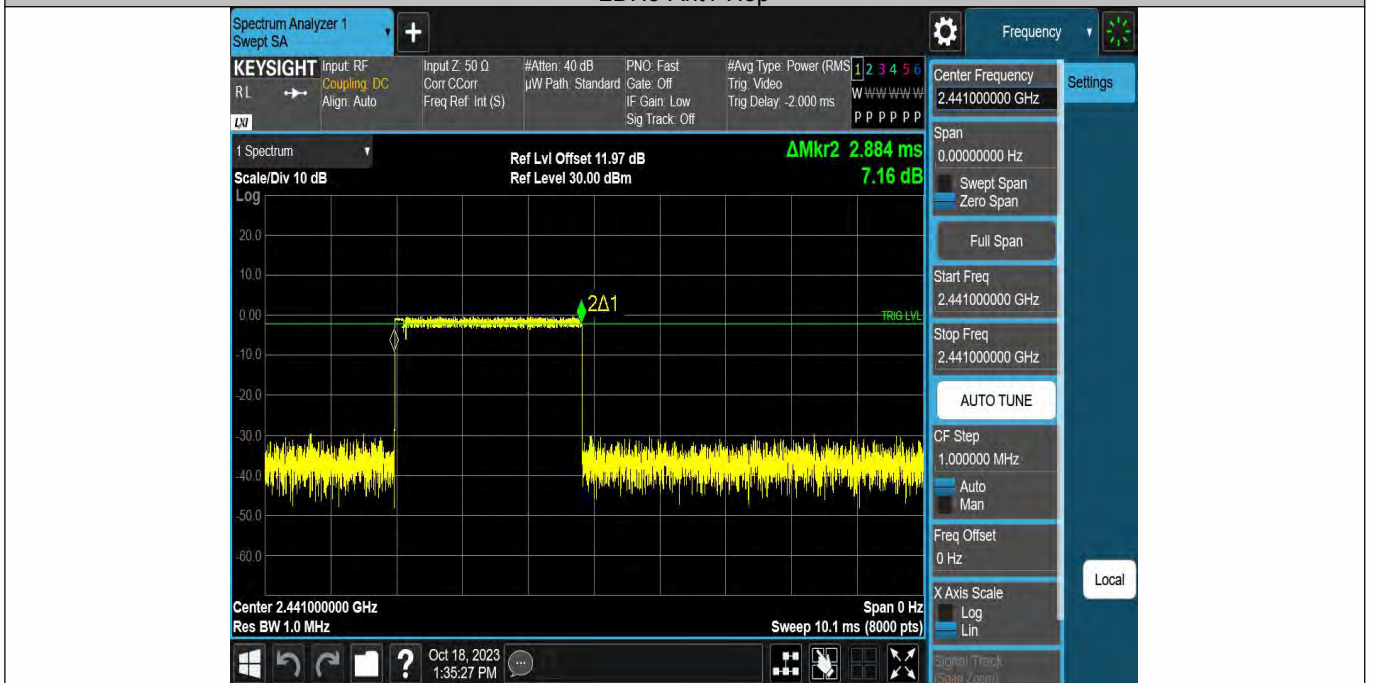 Spectrum Analyzer 1
Swept SA
Frequency
KEYSIGHT
RL
LXI
Input: RF
Coupling: DC
Align: Auto
Input Z: 50 Ω
Corr CCorr
Freq Ref: Int (S)
#Atten: 40 dB
µW Path: Standard
PNO: Fast
Gate: Off
IF Gain: Low
Sig Track: Off
#Avg Type: Power (RMS
Trig: Video
Trig Delay: -2.000 ms
1 2 3 4 5 6
W W W W W W
P P P P P P
1 Spectrum
Scale/Div 10 dB
Log
Ref Lvl Offset 11.97 dB
Ref Level 30.00 dBm
ΔMkr2 2.884 ms
7.16 dB
20.0
10.0
0.00
-10.0
-20.0
-30.0
-40.0
-50.0
-60.0
2Δ1
TRIG LVL
Center 2.441000000 GHz
Res BW 1.0 MHz
Span 0 Hz
Sweep 10.1 ms (8000 pts)
Center Frequency
2.441000000 GHz
Settings
Span
0.00000000 Hz
Swept Span
Zero Span
Full Span
Start Freq
2.441000000 GHz
Stop Freq
2.441000000 GHz
AUTO TUNE
CF Step
1.000000 MHz
Auto
Man
Freq Offset
0 Hz
X Axis Scale
Log
Lin
Signal Track
(Span Zoom)
Local
?
Oct 18, 2023
1:35:27 PM